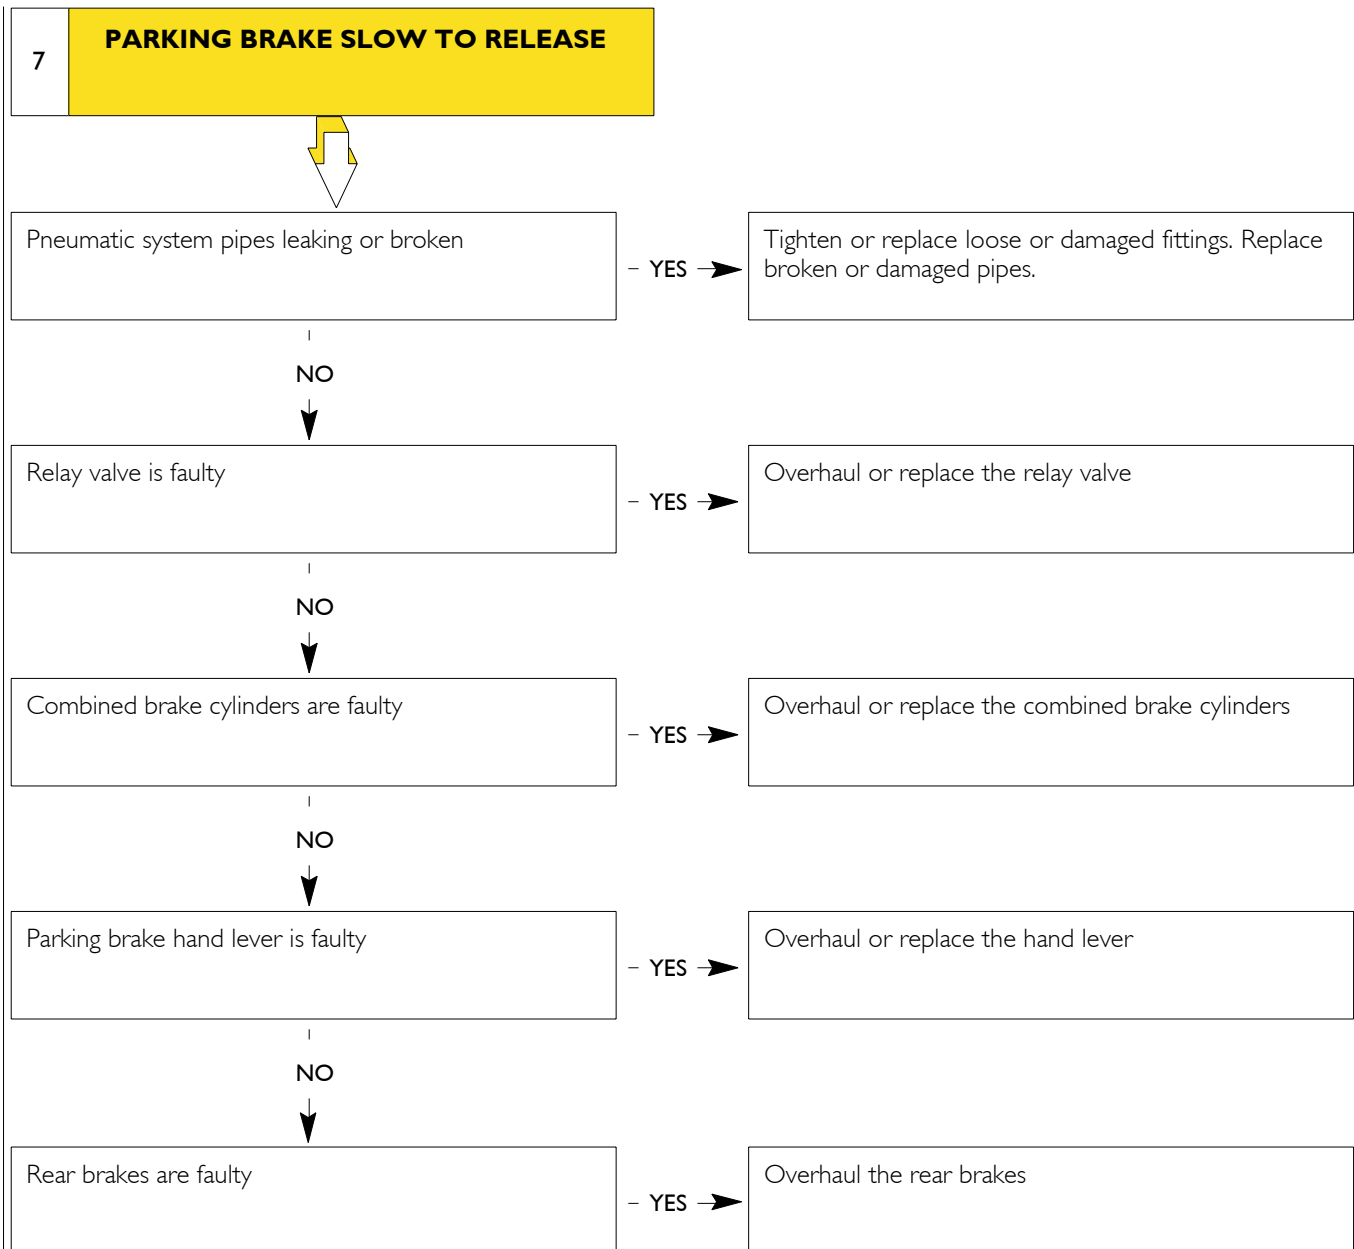 7
PARKING BRAKE SLOW TO RELEASE
Pneumatic system pipes leaking or broken
YES
Tighten or replace loose or damaged fittings. Replace
broken or damaged pipes.
NO
Relay valve is faulty
YES
Overhaul or replace the relay valve
NO
Combined brake cylinders are faulty
YES
Overhaul or replace the combined brake cylinders
NO
Parking brake hand lever is faulty
YES
Overhaul or replace the hand lever
NO
Rear brakes are faulty
YES
Overhaul the rear brakes